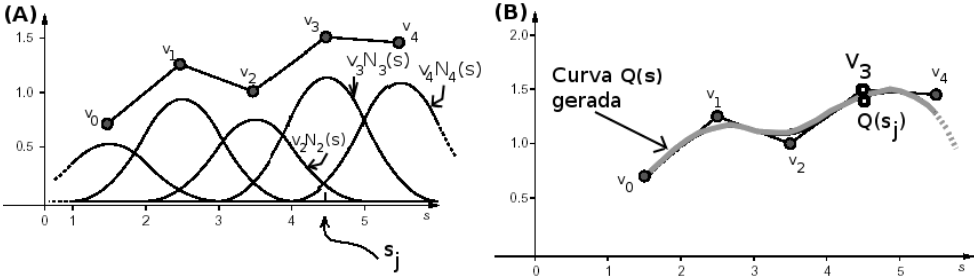 (A)
1.5
1.0
0.5
0 1 2 3 4 5 s
v0
v1
v2
v3
v4
v2N2(s)
v3N3(s)
v4N4(s)
sj
(B)
2.0
1.5
1.0
0.5
0 1 2 3 4 5 s
Curva Q(s)
gerada
v0
v1
v2
V3
v4
Q(sj)